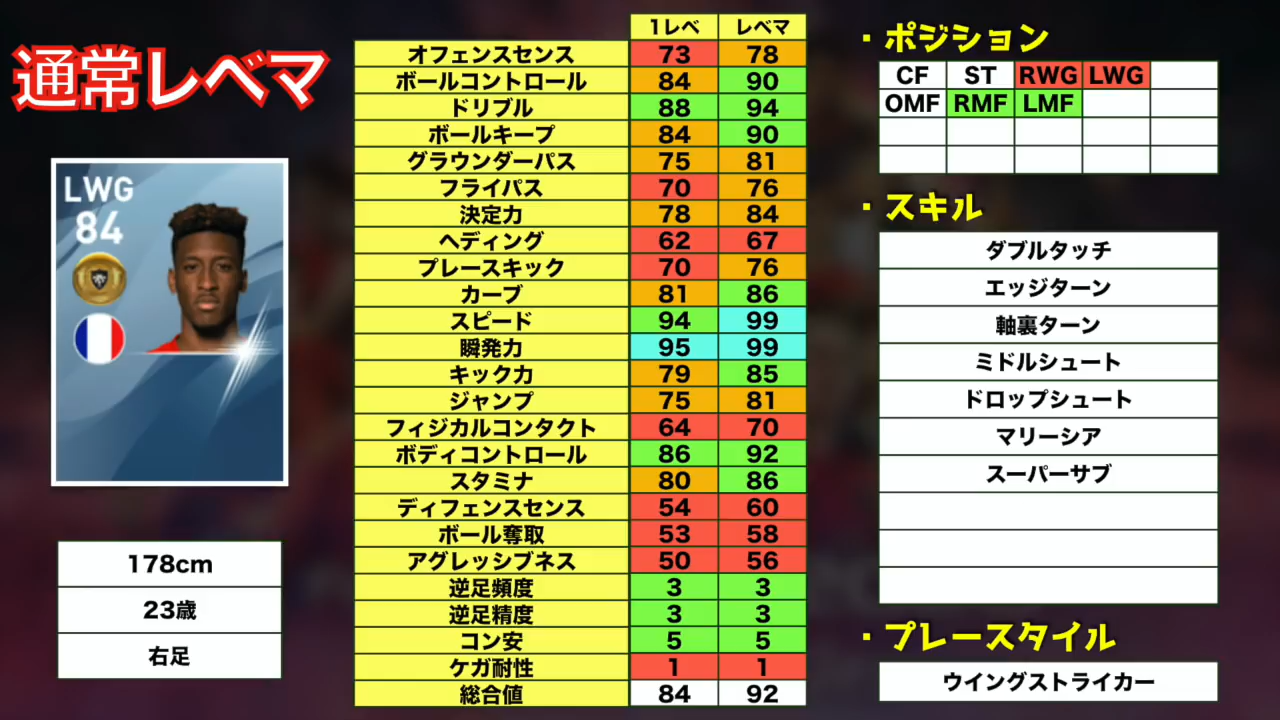 通常レベマ
LWG
84
178cm
23歳
右足
1レベ レベマ
オフェンスセンス 73 78
ボールコントロール 84 90
ドリブル 88 94
ボールキープ 84 90
グラウンダーパス 75 81
フライパス 70 76
決定力 78 84
ヘディング 62 67
プレースキック 70 76
カーブ 81 86
スピード 94 99
瞬発力 95 99
キック力 79 85
ジャンプ 75 81
フィジカルコンタクト 64 70
ボディコントロール 86 92
スタミナ 80 86
ディフェンスセンス 54 60
ボール奪取 53 58
アグレッシブネス 50 56
逆足頻度 3 3
逆足精度 3 3
コン安 5 5
ケガ耐性 1 1
総合値 84 92
・ポジション
CF ST RWG LWG
OMF RMF LMF
・スキル
ダブルタッチ
エッジターン
軸裏ターン
ミドルシュート
ドロップシュート
マリーシア
スーパーサブ
・プレースタイル
ウイングストライカー